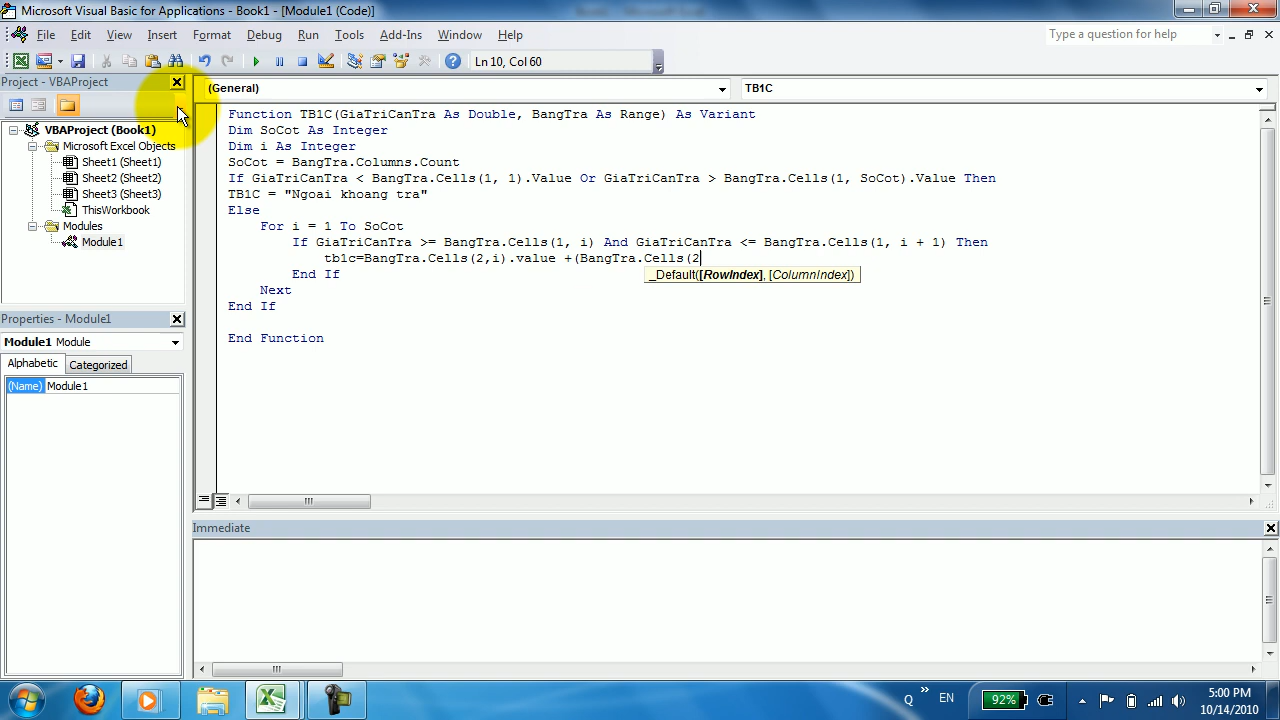 Microsoft Visual Basic for Applications - Book1 - [Module1 (Code)]
File Edit View Insert Format Debug Run Tools Add-Ins Window Help
Type a question for help
Ln 10, Col 60
Project - VBAProject
(General)
TB1C
VBAProject (Book1)
Microsoft Excel Objects
Sheet1 (Sheet1)
Sheet2 (Sheet2)
Sheet3 (Sheet3)
ThisWorkbook
Modules
Module1
Function TB1C(GiaTriCanTra As Double, BangTra As Range) As Variant
Dim SoCot As Integer
Dim i As Integer
SoCot = BangTra.Columns.Count
If GiaTriCanTra < BangTra.Cells(1, 1).Value Or GiaTriCanTra > BangTra.Cells(1, SoCot).Value Then
TB1C = "Ngoai khoang tra"
Else
For i = 1 To SoCot
If GiaTriCanTra >= BangTra.Cells(1, i) And GiaTriCanTra <= BangTra.Cells(1, i + 1) Then
tb1c=BangTra.Cells(2,i).value +(BangTra.Cells(2
_Default([RowIndex], [ColumnIndex])
End If
Next
End If
End Function
Properties - Module1
Module1 Module
Alphabetic Categorized
(Name) Module1
Immediate
Q » EN 92% 5:00 PM
10/14/2010